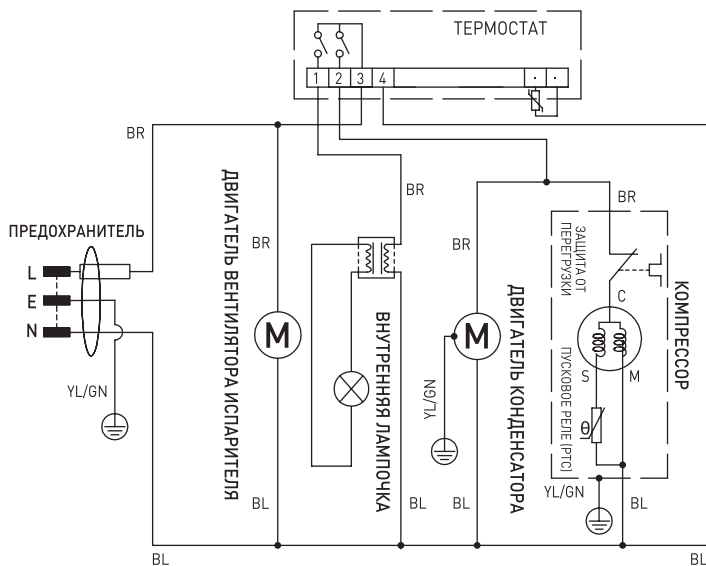 ТЕРМОСТАТ
1 2 3 4
BR
BR
BR
ПРЕДОХРАНИТЕЛЬ
L
E
N
YL/GN
ДВИГАТЕЛЬ ВЕНТИЛЯТОРА ИСПАРИТЕЛЯ
BR
M
BL
ВНУТРЕННЯЯ ЛАМПОЧКА
BL
BR
M
YL/GN
BL
ДВИГАТЕЛЬ КОНДЕНСАТОРА
ЗАЩИТА ОТ
ПЕРЕГРУЗКИ
C
S
M
θ
ПУСКОВОЕ РЕЛЕ (PTC)
КОМПРЕССОР
YL/GN
BL
BL
BL